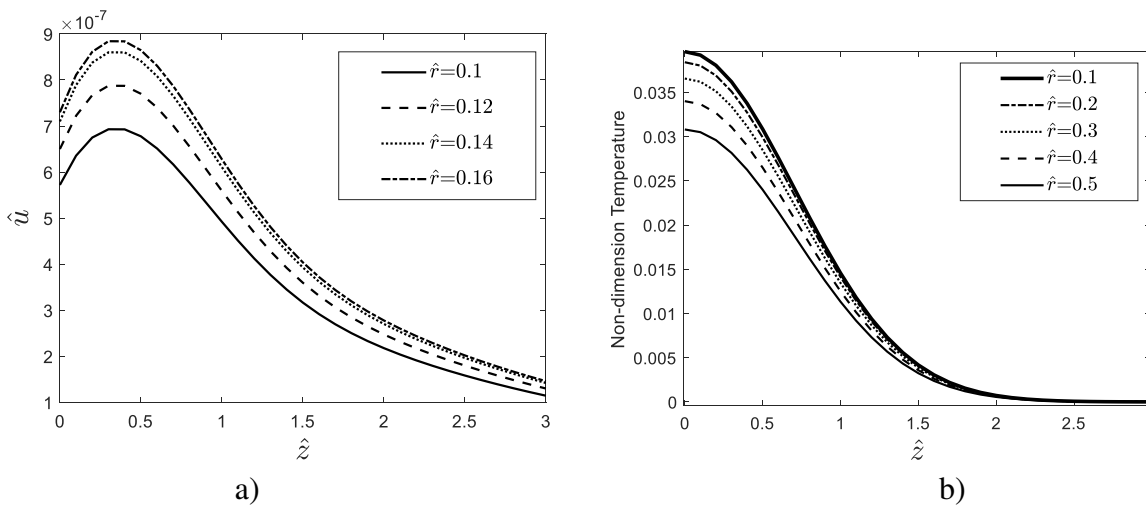 ×10⁻⁷
9
8
7
6
5
4
3
2
1
0
0.5
1
1.5
2
2.5
3
û
ẑ
r̂=0.1
r̂=0.12
r̂=0.14
r̂=0.16
a)
0.035
0.03
0.025
0.02
0.015
0.01
0.005
0
0
0.5
1
1.5
2
2.5
Non-dimension Temperature
ẑ
r̂=0.1
r̂=0.2
r̂=0.3
r̂=0.4
r̂=0.5
b)